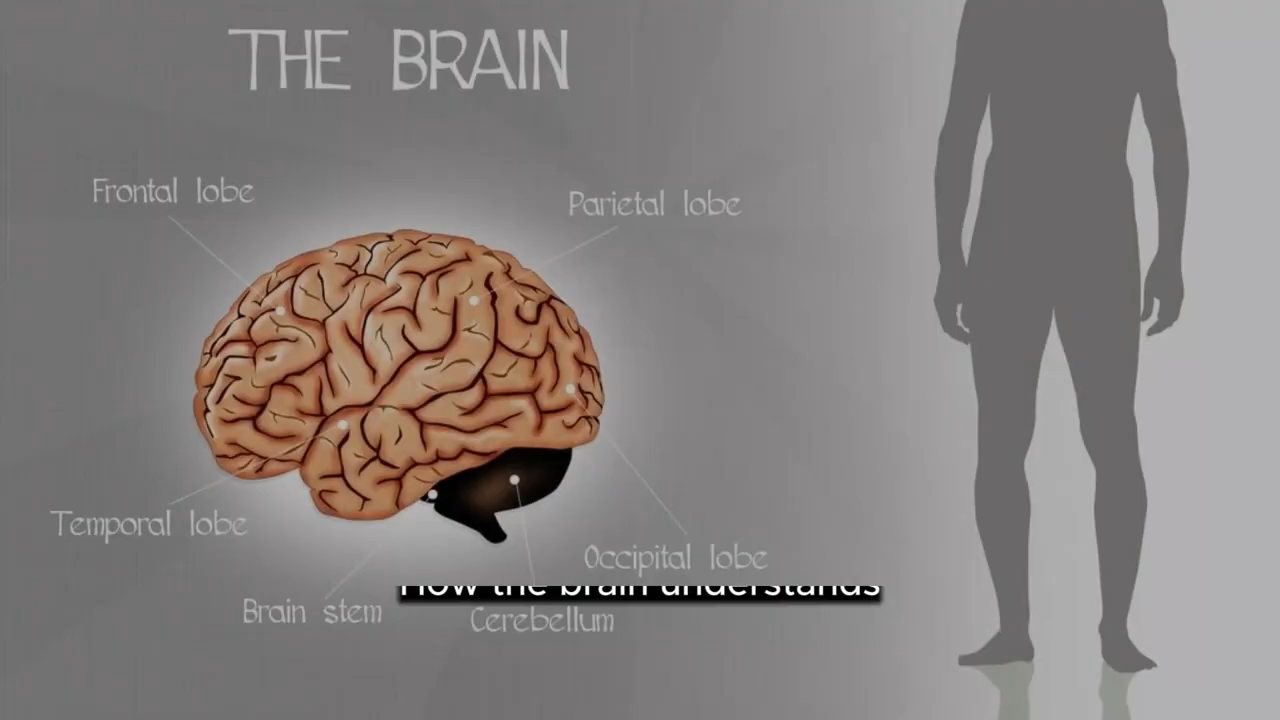 THE BRAIN
Frontal lobe
Parietal lobe
Temporal lobe
Occipital lobe
How the brain understands
Brain stem
Cerebellum